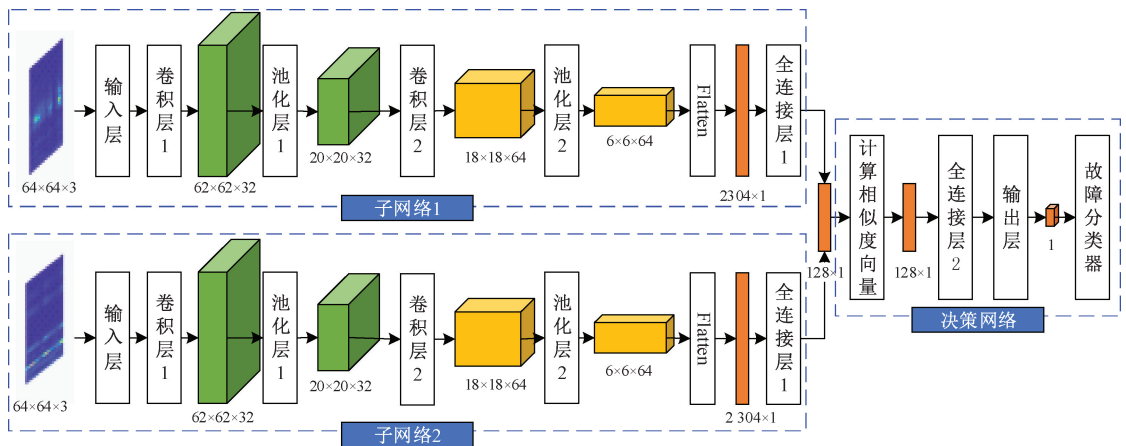 输入层
卷积层1
池化层1
卷积层2
池化层2
Flatten
全连接层1
64×64×3
62×62×32
20×20×32
18×18×64
6×6×64
2304×1
子网络1
输入层
卷积层1
池化层1
卷积层2
池化层2
Flatten
全连接层1
64×64×3
62×62×32
20×20×32
18×18×64
6×6×64
2 304×1
子网络2
128×1
计算相似度向量
128×1
全连接层2
输出层
1
故障分类器
决策网络